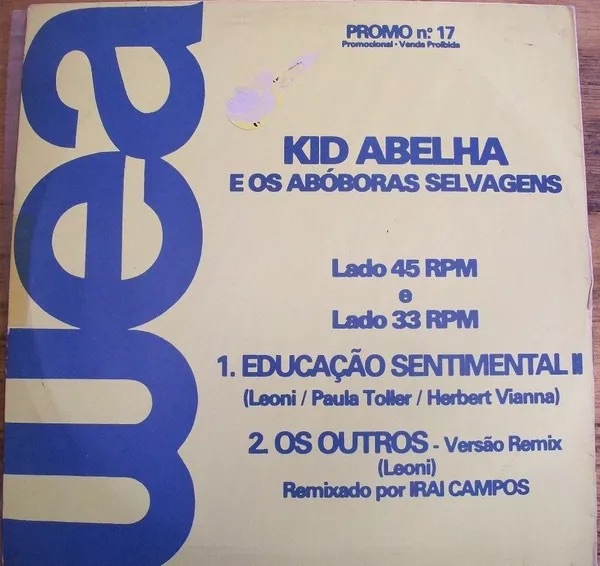 wea
PROMO n.º 17
Promocional · Venda Proibida
KID ABELHA
E OS ABÓBORAS SELVAGENS
Lado 45 RPM
e
Lado 33 RPM
1. EDUCAÇÃO SENTIMENTAL II
(Leoni / Paula Toller / Herbert Vianna)
2. OS OUTROS - Versão Remix
(Leoni)
Remixado por IRAI CAMPOS